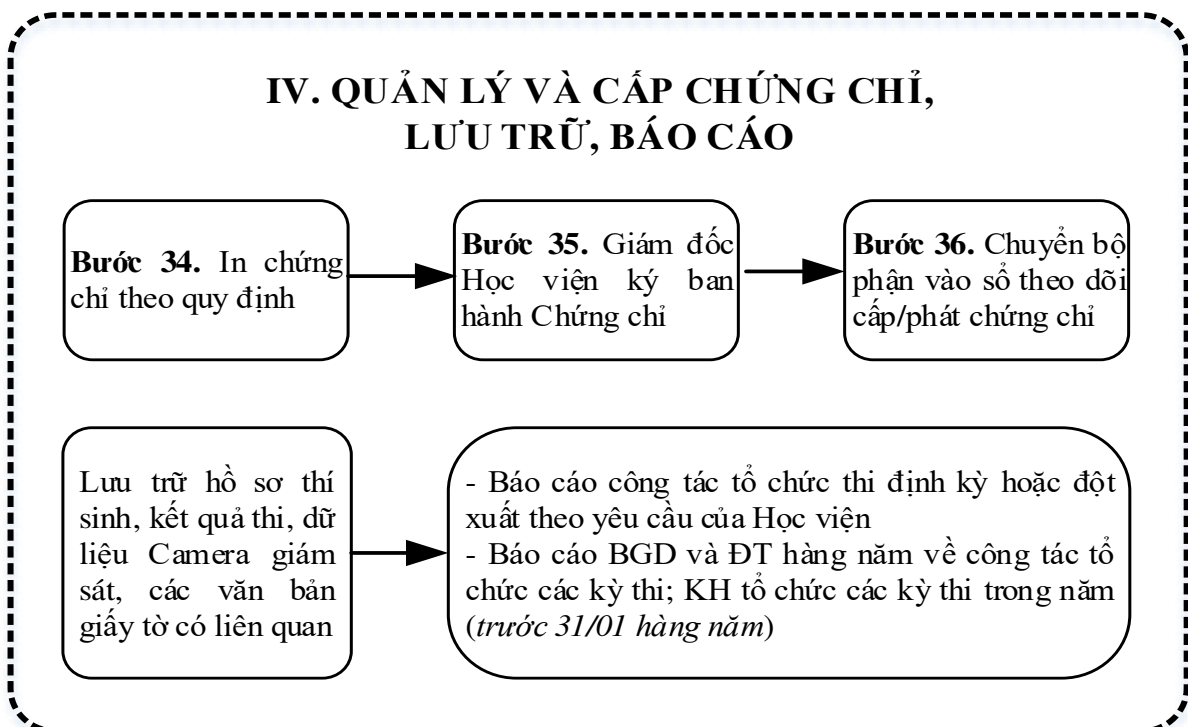 IV. QUẢN LÝ VÀ CẤP CHỨNG CHỈ,
LƯU TRỮ, BÁO CÁO
Bước 34. In chứng
chỉ theo quy định
Bước 35. Giám đốc
Học viện ký ban
hành Chứng chỉ
Bước 36. Chuyển bộ
phận vào sổ theo dõi
cấp/phát chứng chỉ
Lưu trữ hồ sơ thí
sinh, kết quả thi, dữ
liệu Camera giám
sát, các văn bản
giấy tờ có liên quan
- Báo cáo công tác tổ chức thi định kỳ hoặc đột
xuất theo yêu cầu của Học viện
- Báo cáo BGD và ĐT hàng năm về công tác tổ
chức các kỳ thi; KH tổ chức các kỳ thi trong năm
(trước 31/01 hàng năm)